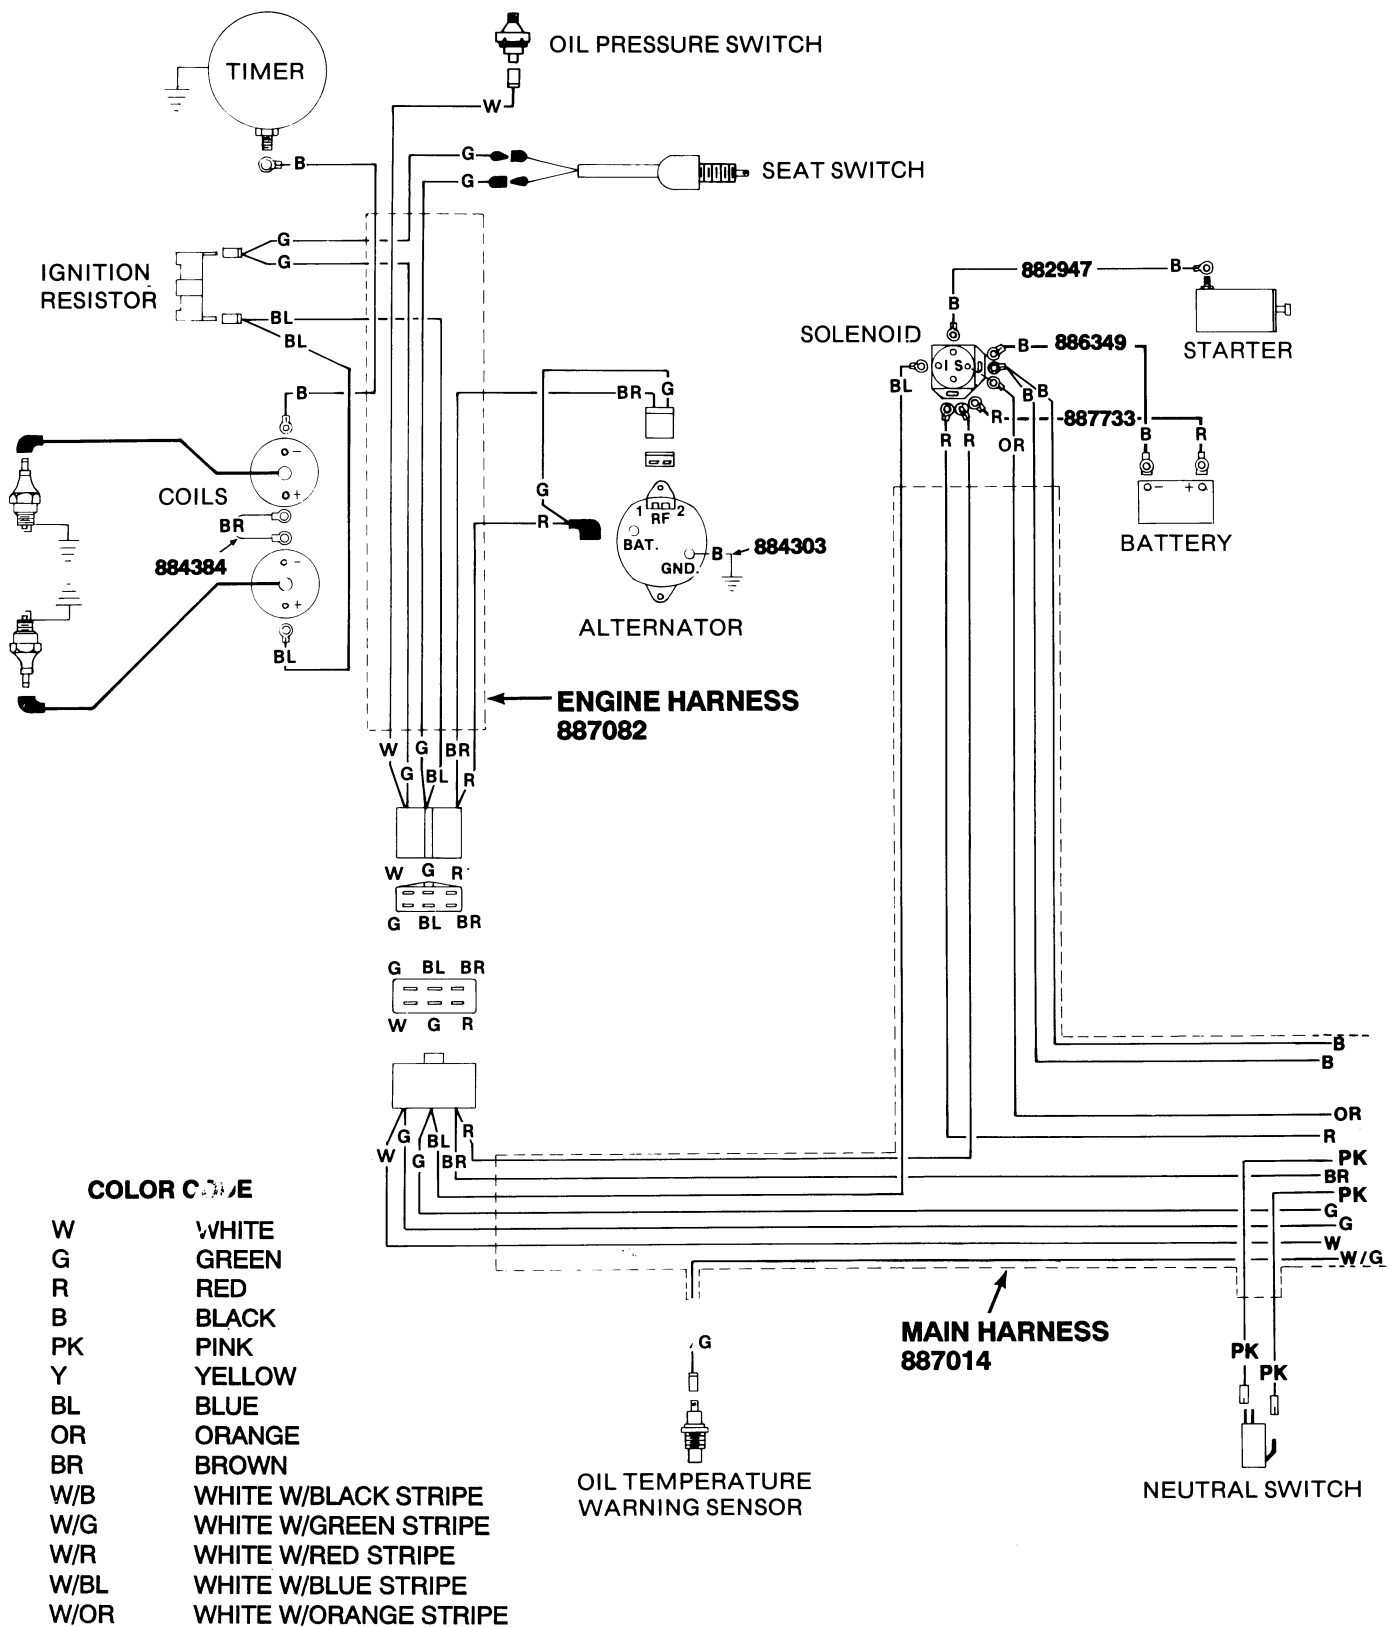 OIL PRESSURE SWITCH
TIMER
W
B
G
G
SEAT SWITCH
G
G
IGNITION
RESISTOR
BL
BL
B
882947
B
B
SOLENOID
I S
STARTER
B
886349
BL
B
B
R
887733
R
R
OR
B
R
- +
BATTERY
BR
G
G
R
1
RF
2
BAT.
GND.
B
884303
ALTERNATOR
B
-
+
COILS
BR
884384
-
+
BL
ENGINE HARNESS
887082
W
G
BR
G
BL
R
W
G
R
G
BL
BR
G
BL
BR
W
G
R
G
R
BL
W
G
BR
B
B
OR
R
PK
BR
PK
G
G
W
W/G
MAIN HARNESS
887014
G
OIL TEMPERATURE
WARNING SENSOR
PK
PK
NEUTRAL SWITCH
COLOR
W WHITE
G GREEN
R RED
B BLACK
PK PINK
Y YELLOW
BL BLUE
OR ORANGE
BR BROWN
W/B WHITE W/BLACK STRIPE
W/G WHITE W/GREEN STRIPE
W/R WHITE W/RED STRIPE
W/BL WHITE W/BLUE STRIPE
W/OR WHITE W/ORANGE STRIPE